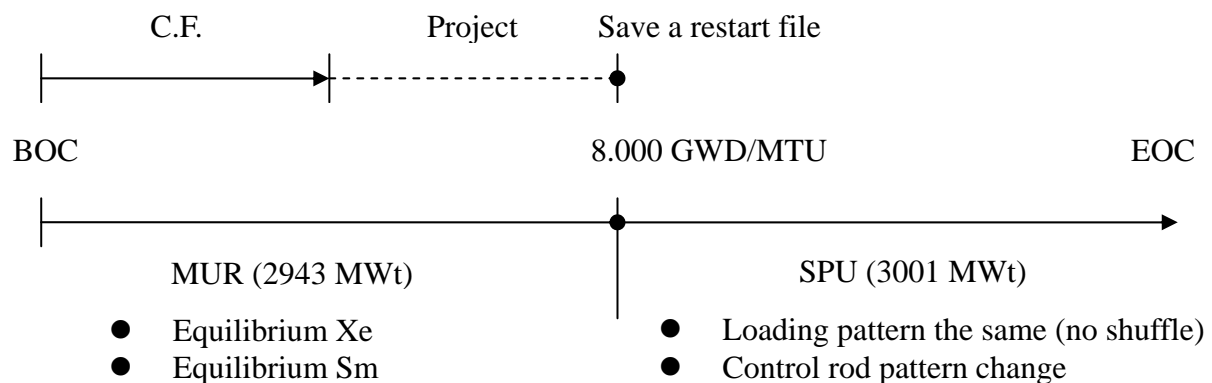 C.F. Project Save a restart file
BOC 8.000 GWD/MTU EOC
MUR (2943 MWt) SPU (3001 MWt)
● Equilibrium Xe ● Loading pattern the same (no shuffle)
● Equilibrium Sm ● Control rod pattern change